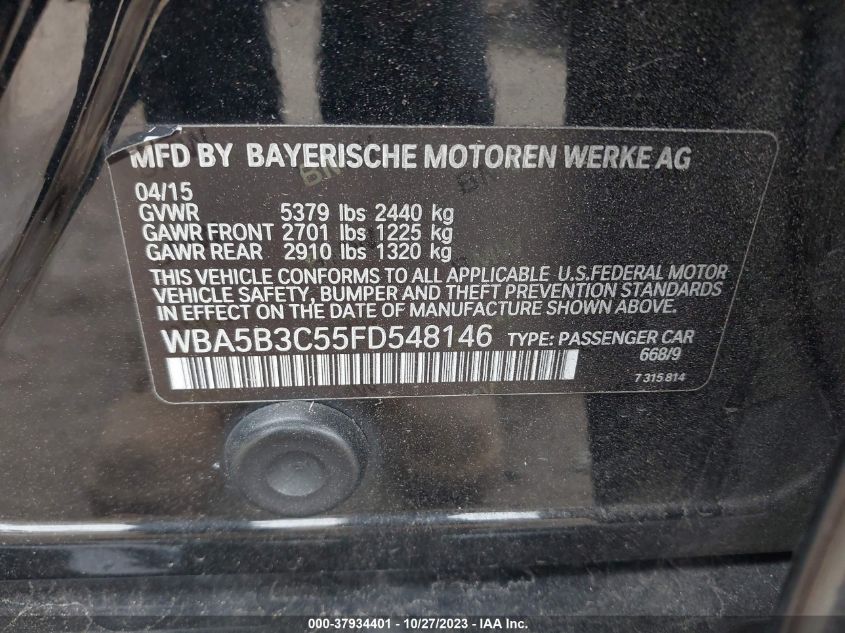 MFD BY BAYERISCHE MOTOREN WERKE AG
04/15
GVWR 5379 lbs 2440 kg
GAWR FRONT 2701 lbs 1225 kg
GAWR REAR 2910 lbs 1320 kg
THIS VEHICLE CONFORMS TO ALL APPLICABLE U.S.FEDERAL MOTOR
VEHICLE SAFETY, BUMPER AND THEFT PREVENTION STANDARDS
IN EFFECT ON THE DATE OF MANUFACTURE SHOWN ABOVE.
WBA5B3C55FD548146 TYPE: PASSENGER CAR
668/9
7 315 814
000-37934401 - 10/27/2023 - IAA Inc.